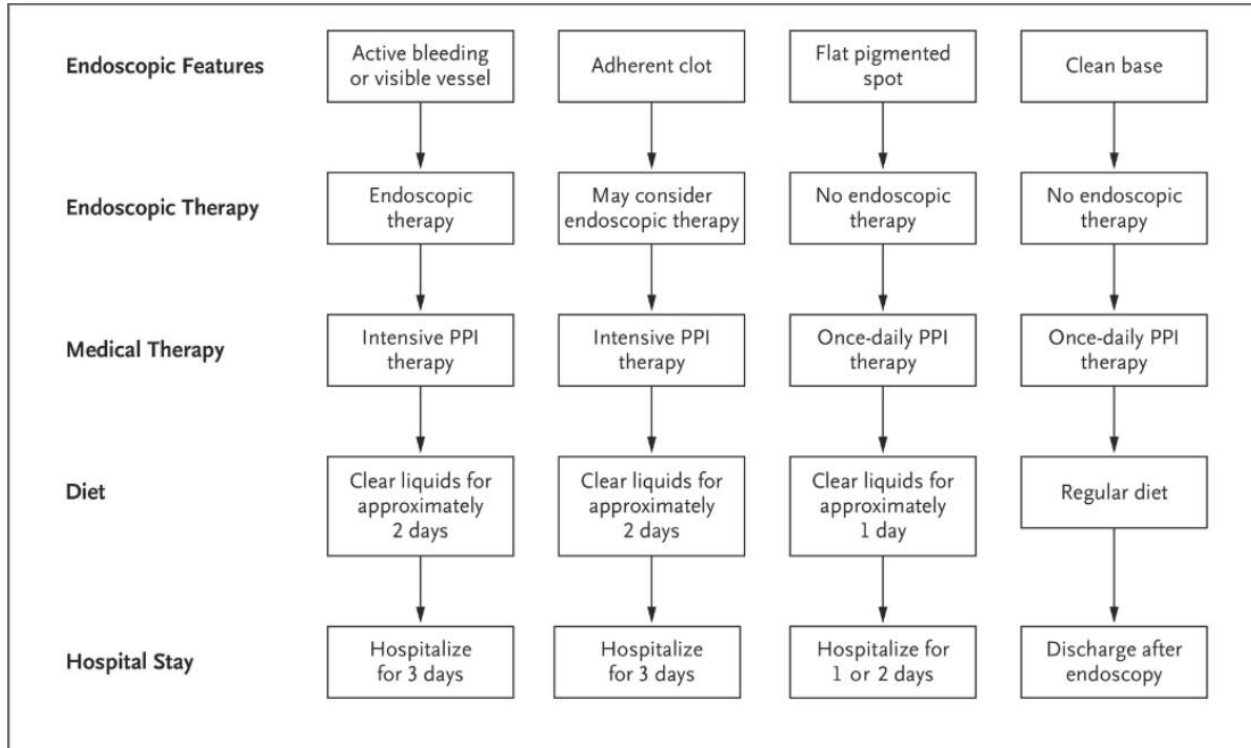 Endoscopic Features
Active bleeding
or visible vessel
Adherent clot
Flat pigmented
spot
Clean base
Endoscopic Therapy
Endoscopic
therapy
May consider
endoscopic therapy
No endoscopic
therapy
No endoscopic
therapy
Medical Therapy
Intensive PPI
therapy
Intensive PPI
therapy
Once-daily PPI
therapy
Once-daily PPI
therapy
Diet
Clear liquids for
approximately
2 days
Clear liquids for
approximately
2 days
Clear liquids for
approximately
1 day
Regular diet
Hospital Stay
Hospitalize
for 3 days
Hospitalize
for 3 days
Hospitalize for
1 or 2 days
Discharge after
endoscopy